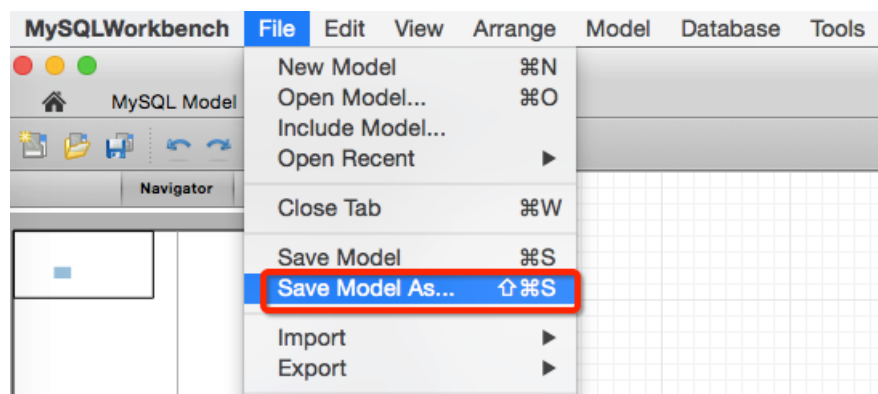 MySQLWorkbench File Edit View Arrange Model Database Tools
New Model ⌘N
MySQL Model
Open Model... ⌘O
Include Model...
Open Recent ▶
Navigator
Close Tab ⌘W
Save Model ⌘S
Save Model As... ⇧⌘S
Import ▶
Export ▶